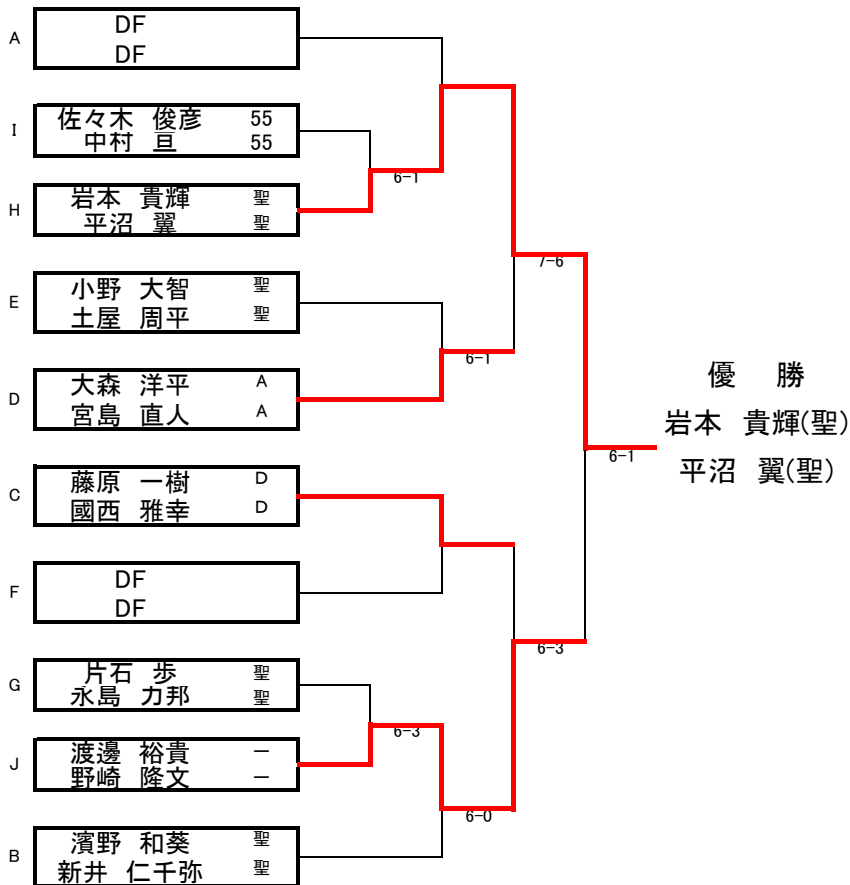 A
DF
DF
I
佐々木 俊彦 55
中村 亘 55
6-1
H
岩本 貴輝 聖
平沼 翼 聖
7-6
E
小野 大智 聖
土屋 周平 聖
6-1
D
大森 洋平 A
宮島 直人 A
優 勝
岩本 貴輝(聖)
平沼 翼(聖)
6-1
C
藤原 一樹 D
國西 雅幸 D
F
DF
DF
6-3
G
片石 歩 聖
永島 力邦 聖
6-3
J
渡邊 裕貴 −
野崎 隆文 −
6-0
B
濱野 和葵 聖
新井 仁千弥 聖